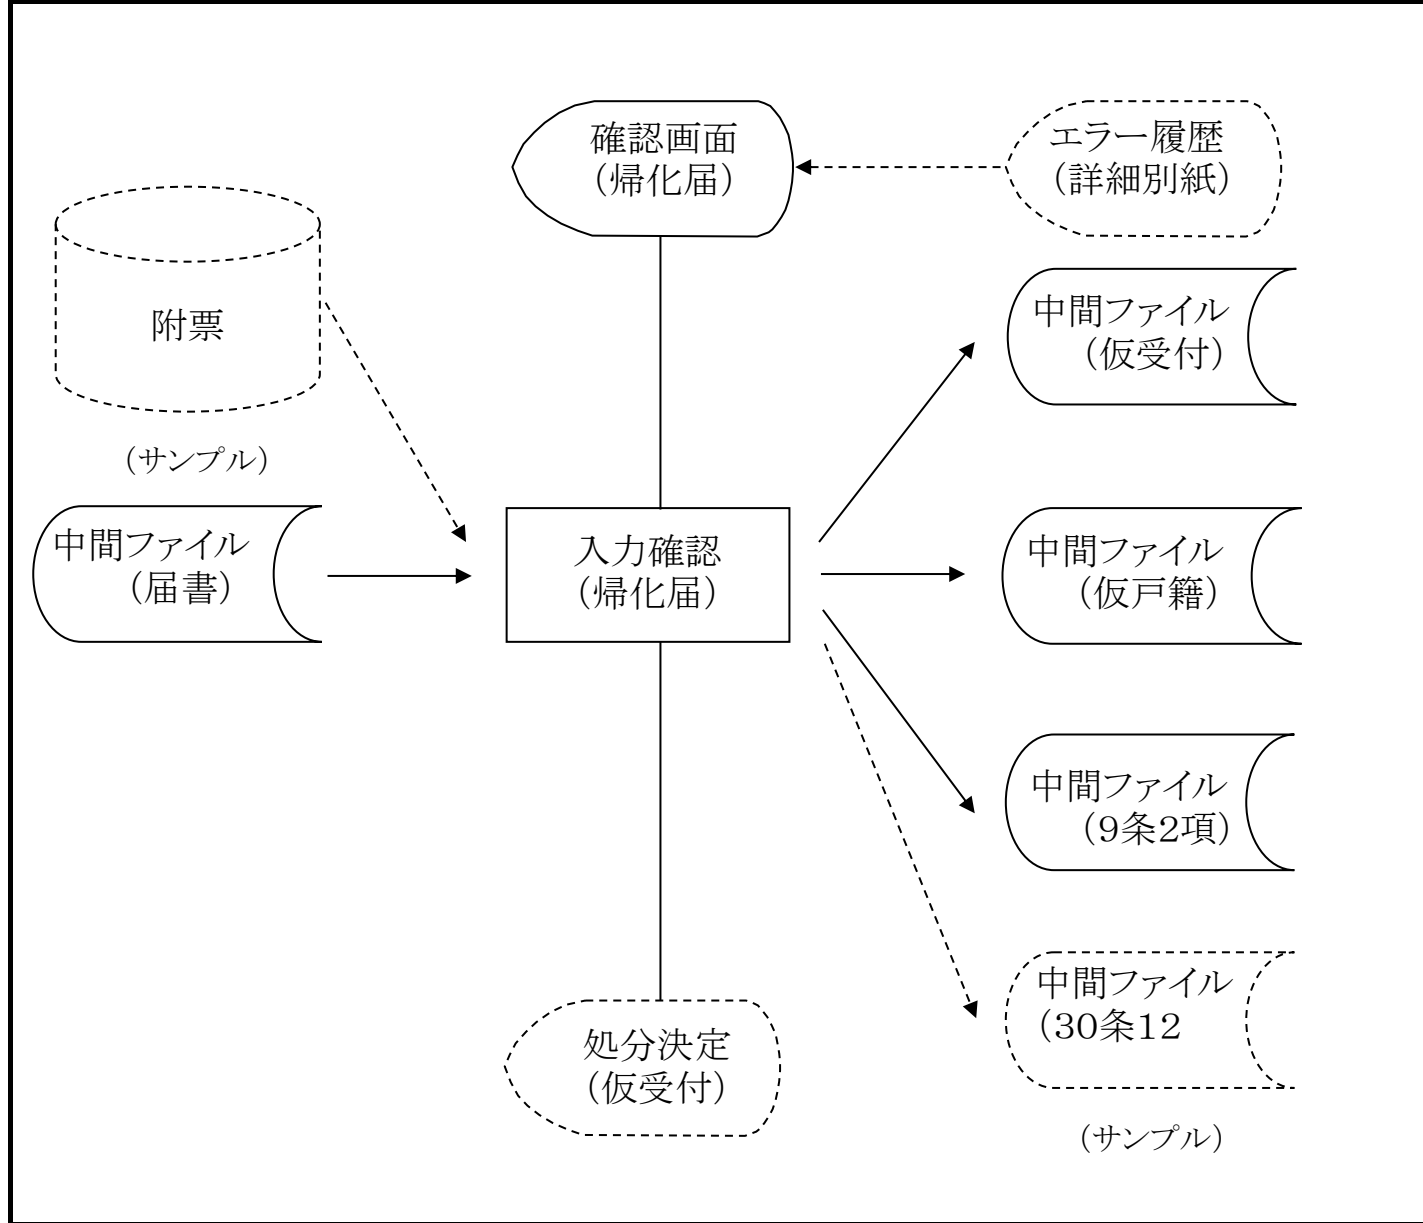 確認画面
（帰化届）
エラー履歴
（詳細別紙）
附票
（サンプル）
中間ファイル
（仮受付）
中間ファイル
（届書）
入力確認
（帰化届）
中間ファイル
（仮戸籍）
中間ファイル
（9条2項）
処分決定
（仮受付）
中間ファイル
（30条12
（サンプル）